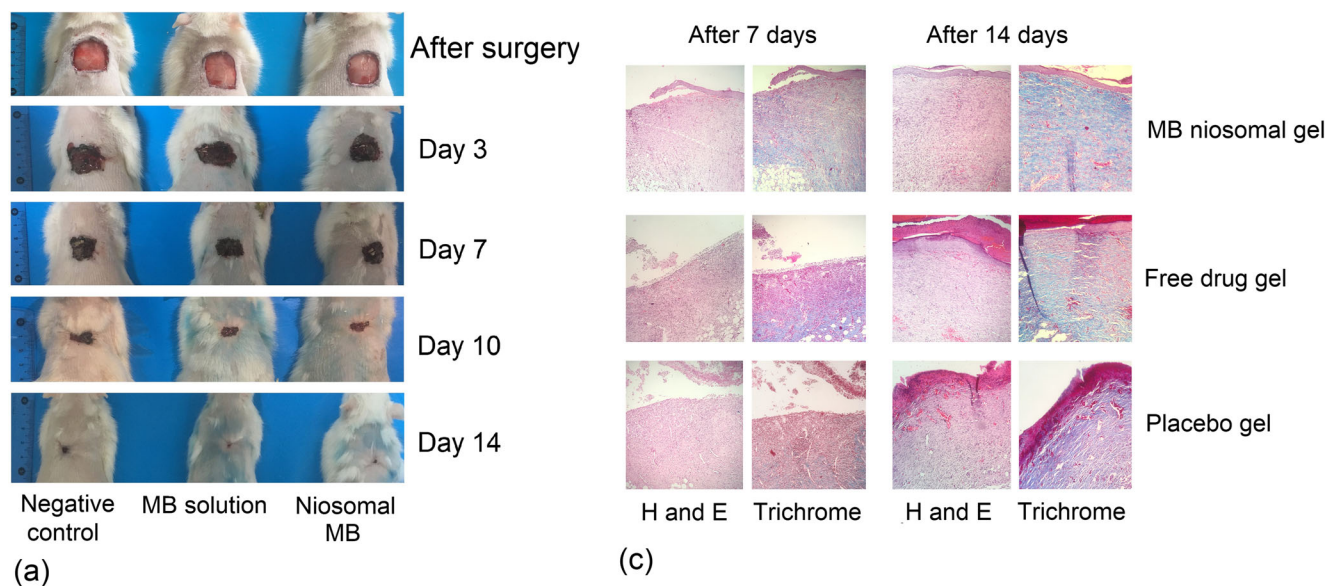 After surgery
Day 3
Day 7
Day 10
Day 14
Negative control
MB solution
Niosomal MB
(a)
After 7 days
After 14 days
MB niosomal gel
Free drug gel
Placebo gel
H and E
Trichrome
H and E
Trichrome
(c)